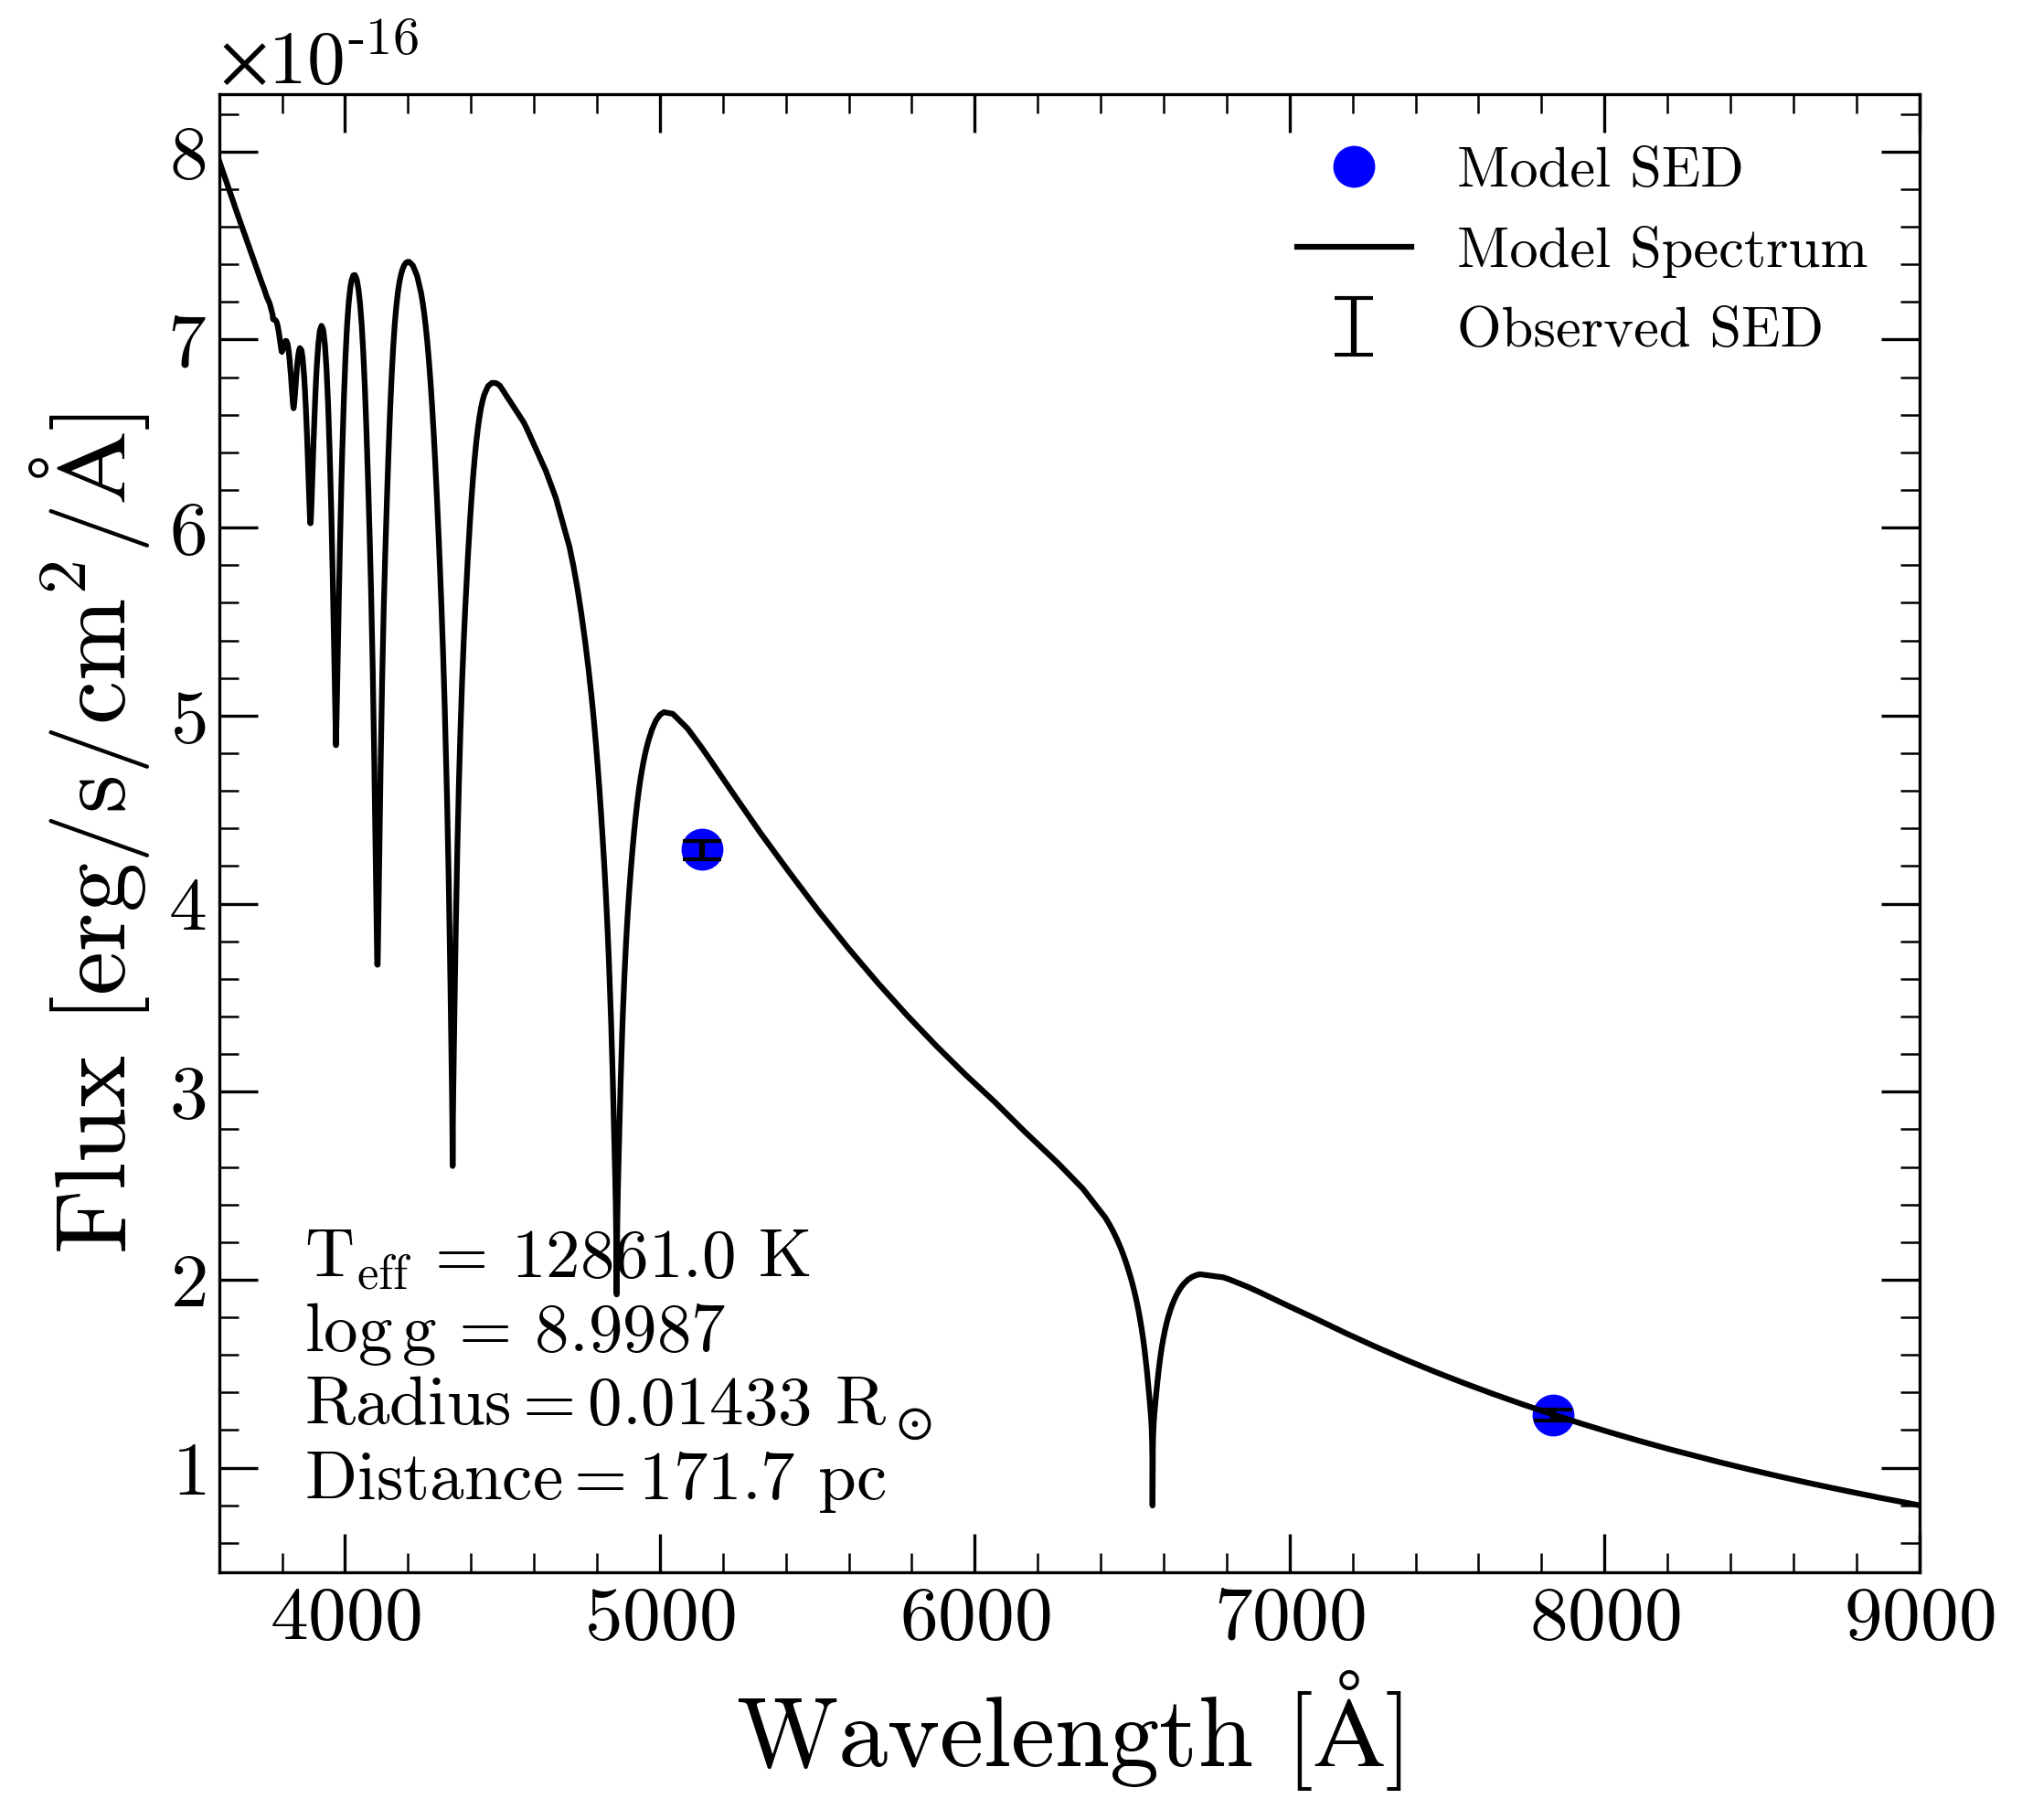 ×10⁻¹⁶
8
7
6
5
4
3
2
1
Flux [erg/s/cm²/Å]
Model SED
Model Spectrum
Observed SED
T_eff = 12861.0 K
log g = 8.9987
Radius = 0.01433 R_⊙
Distance = 171.7 pc
4000 5000 6000 7000 8000 9000
Wavelength [Å]